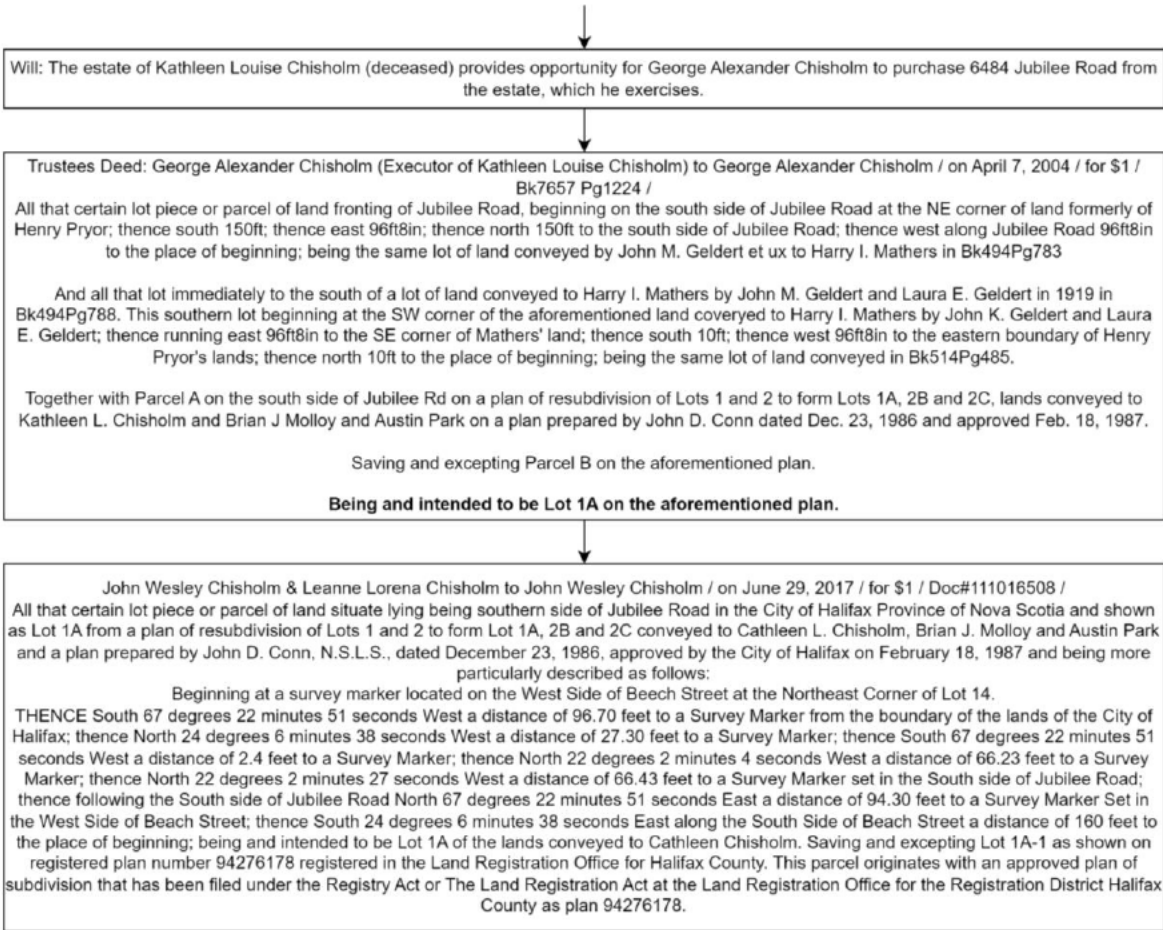 Will: The estate of Kathleen Louise Chisholm (deceased) provides opportunity for George Alexander Chisholm to purchase 6484 Jubilee Road from
the estate, which he exercises.
Trustees Deed: George Alexander Chisholm (Executor of Kathleen Louise Chisholm) to George Alexander Chisholm / on April 7, 2004 / for $1 /
Bk7657 Pg1224 /
All that certain lot piece or parcel of land fronting of Jubilee Road, beginning on the south side of Jubilee Road at the NE corner of land formerly of
Henry Pryor; thence south 150ft; thence east 96ft8in; thence north 150ft to the south side of Jubilee Road; thence west along Jubilee Road 96ft8in
to the place of beginning; being the same lot of land conveyed by John M. Geldert et ux to Harry I. Mathers in Bk494Pg783
And all that lot immediately to the south of a lot of land conveyed to Harry I. Mathers by John M. Geldert and Laura E. Geldert in 1919 in
Bk494Pg788. This southern lot beginning at the SW corner of the aforementioned land coveryed to Harry I. Mathers by John K. Geldert and Laura
E. Geldert; thence running east 96ft8in to the SE corner of Mathers' land; thence south 10ft; thence west 96ft8in to the eastern boundary of Henry
Pryor's lands; thence north 10ft to the place of beginning; being the same lot of land conveyed in Bk514Pg485.
Together with Parcel A on the south side of Jubilee Rd on a plan of resubdivision of Lots 1 and 2 to form Lots 1A, 2B and 2C, lands conveyed to
Kathleen L. Chisholm and Brian J Molloy and Austin Park on a plan prepared by John D. Conn dated Dec. 23, 1986 and approved Feb. 18, 1987.
Saving and excepting Parcel B on the aforementioned plan.
Being and intended to be Lot 1A on the aforementioned plan.
John Wesley Chisholm & Leanne Lorena Chisholm to John Wesley Chisholm / on June 29, 2017 / for $1 / Doc#111016508 /
All that certain lot piece or parcel of land situate lying being southern side of Jubilee Road in the City of Halifax Province of Nova Scotia and shown
as Lot 1A from a plan of resubdivision of Lots 1 and 2 to form Lot 1A, 2B and 2C conveyed to Cathleen L. Chisholm, Brian J. Molloy and Austin Park
and a plan prepared by John D. Conn, N.S.L.S., dated December 23, 1986, approved by the City of Halifax on February 18, 1987 and being more
particularly described as follows:
Beginning at a survey marker located on the West Side of Beech Street at the Northeast Corner of Lot 14.
THENCE South 67 degrees 22 minutes 51 seconds West a distance of 96.70 feet to a Survey Marker from the boundary of the lands of the City of
Halifax; thence North 24 degrees 6 minutes 38 seconds West a distance of 27.30 feet to a Survey Marker; thence South 67 degrees 22 minutes 51
seconds West a distance of 2.4 feet to a Survey Marker; thence North 22 degrees 2 minutes 4 seconds West a distance of 66.23 feet to a Survey
Marker; thence North 22 degrees 2 minutes 27 seconds West a distance of 66.43 feet to a Survey Marker set in the South side of Jubilee Road;
thence following the South side of Jubilee Road North 67 degrees 22 minutes 51 seconds East a distance of 94.30 feet to a Survey Marker Set in
the West Side of Beach Street; thence South 24 degrees 6 minutes 38 seconds East along the South Side of Beach Street a distance of 160 feet to
the place of beginning; being and intended to be Lot 1A of the lands conveyed to Cathleen Chisholm. Saving and excepting Lot 1A-1 as shown on
registered plan number 94276178 registered in the Land Registration Office for Halifax County. This parcel originates with an approved plan of
subdivision that has been filed under the Registry Act or The Land Registration Act at the Land Registration Office for the Registration District Halifax
County as plan 94276178.